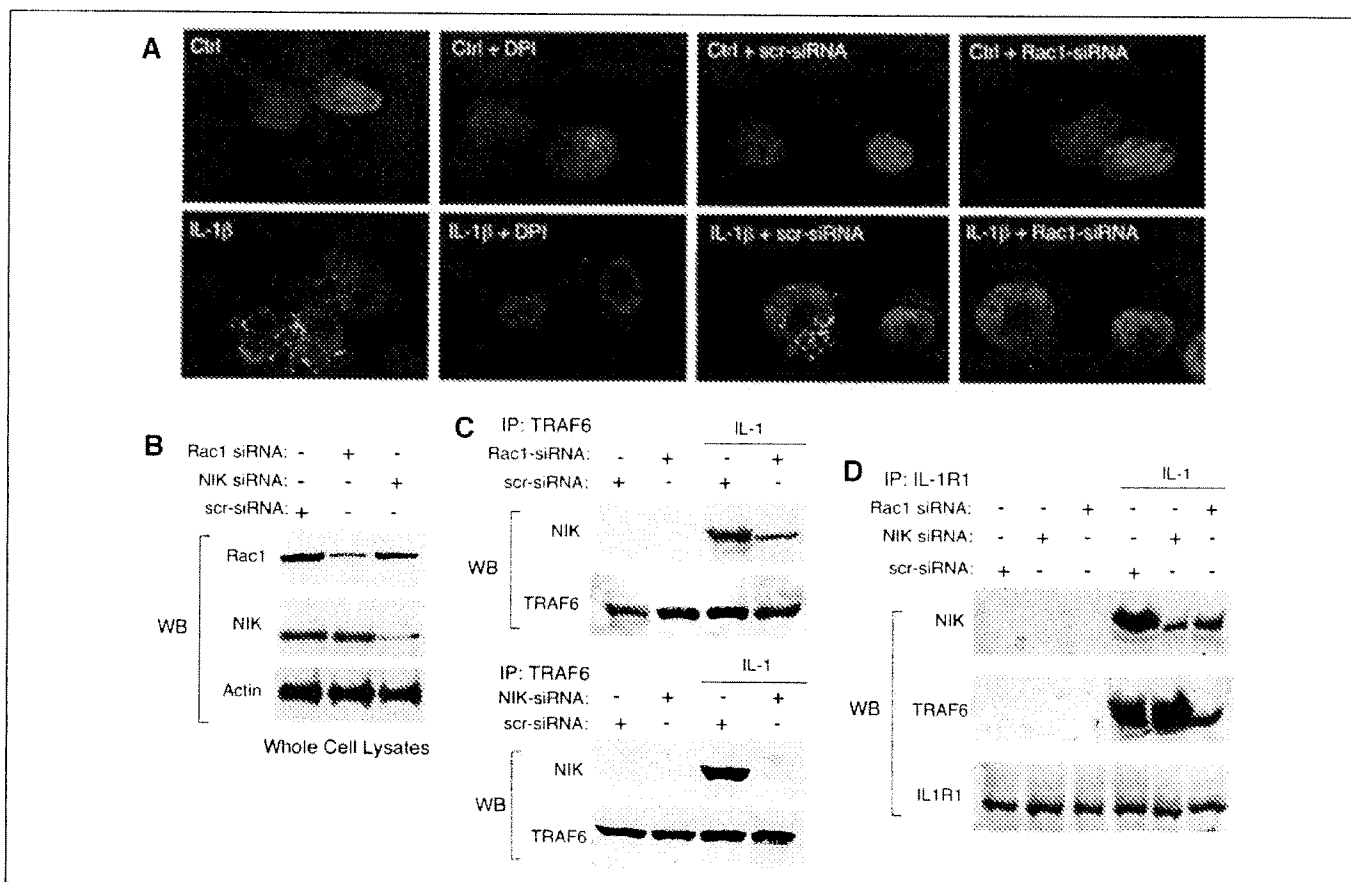 A
Ctrl
Ctrl + DPI
Ctrl + scr-siRNA
Ctrl + Rac1-siRNA
IL-1β
IL-1β + DPI
IL-1β + scr-siRNA
IL-1β + Rac1-siRNA
B
Rac1 siRNA: - + -
NIK siRNA: - - +
scr-siRNA: + - -
WB
Rac1
NIK
Actin
Whole Cell Lysates
C
IP: TRAF6
IL-1
Rac1-siRNA: - + - +
scr-siRNA: + - + -
WB
NIK
TRAF6
IP: TRAF6
IL-1
NIK-siRNA: - + - +
scr-siRNA: + - + -
WB
NIK
TRAF6
D
IP: IL-1R1
IL-1
Rac1 siRNA: - - + - - +
NIK siRNA: - + - - + -
scr-siRNA: + - - + - -
WB
NIK
TRAF6
IL1R1